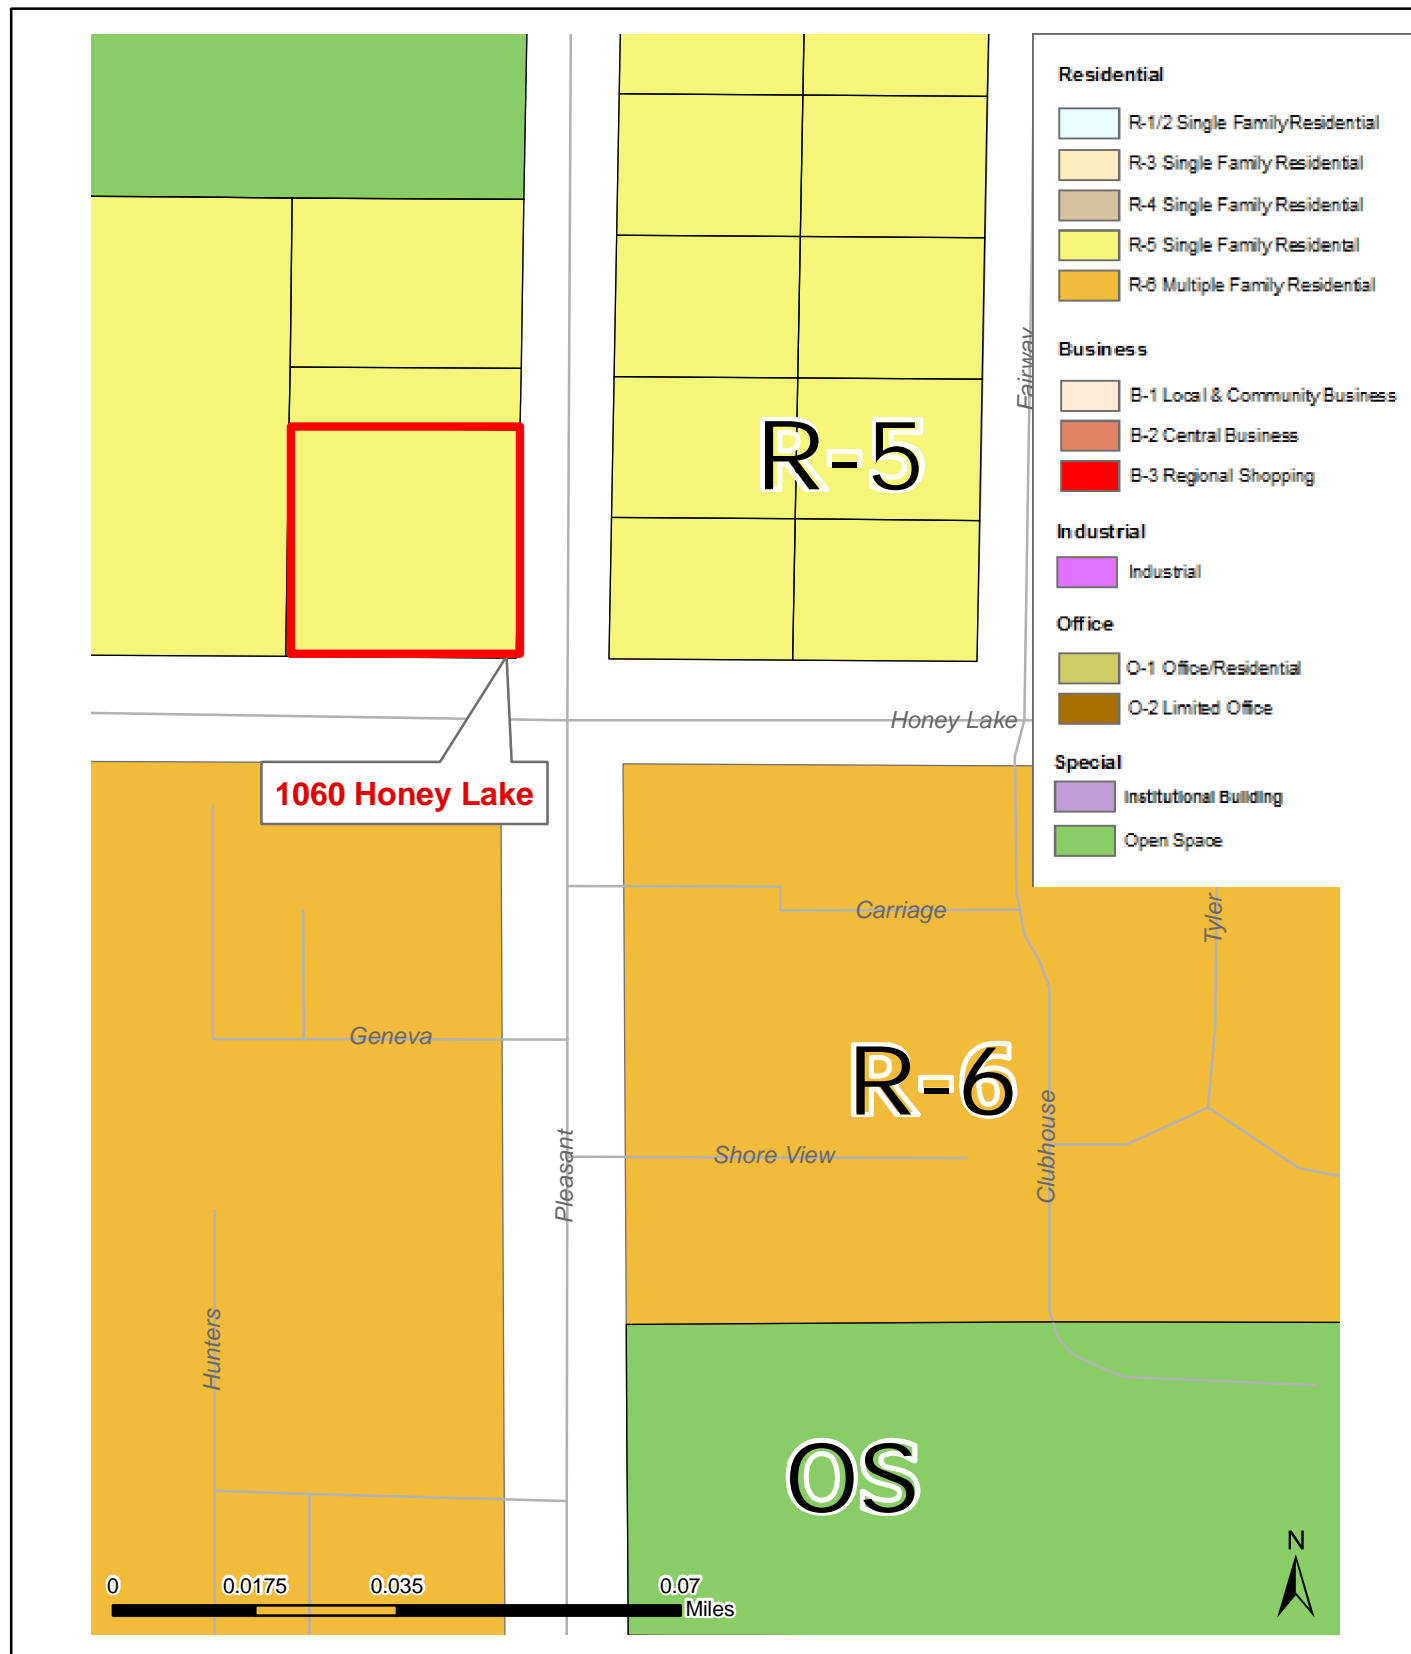 Residential
R-1/2 Single Family Residential
R-3 Single Family Residential
R-4 Single Family Residential
R-5 Single Family Residental
R-6 Multiple Family Residential
Business
B-1 Local & Community Business
B-2 Central Business
B-3 Regional Shopping
Industrial
Industrial
Office
O-1 Office/Residential
O-2 Limited Office
Special
Institutional Building
Open Space
Fairway
R-5
Honey Lake
1060 Honey Lake
Carriage
Tyler
Geneva
R-6
Shore View
Clubhouse
Pleasant
Hunters
OS
N
0
0.0175
0.035
0.07
Miles